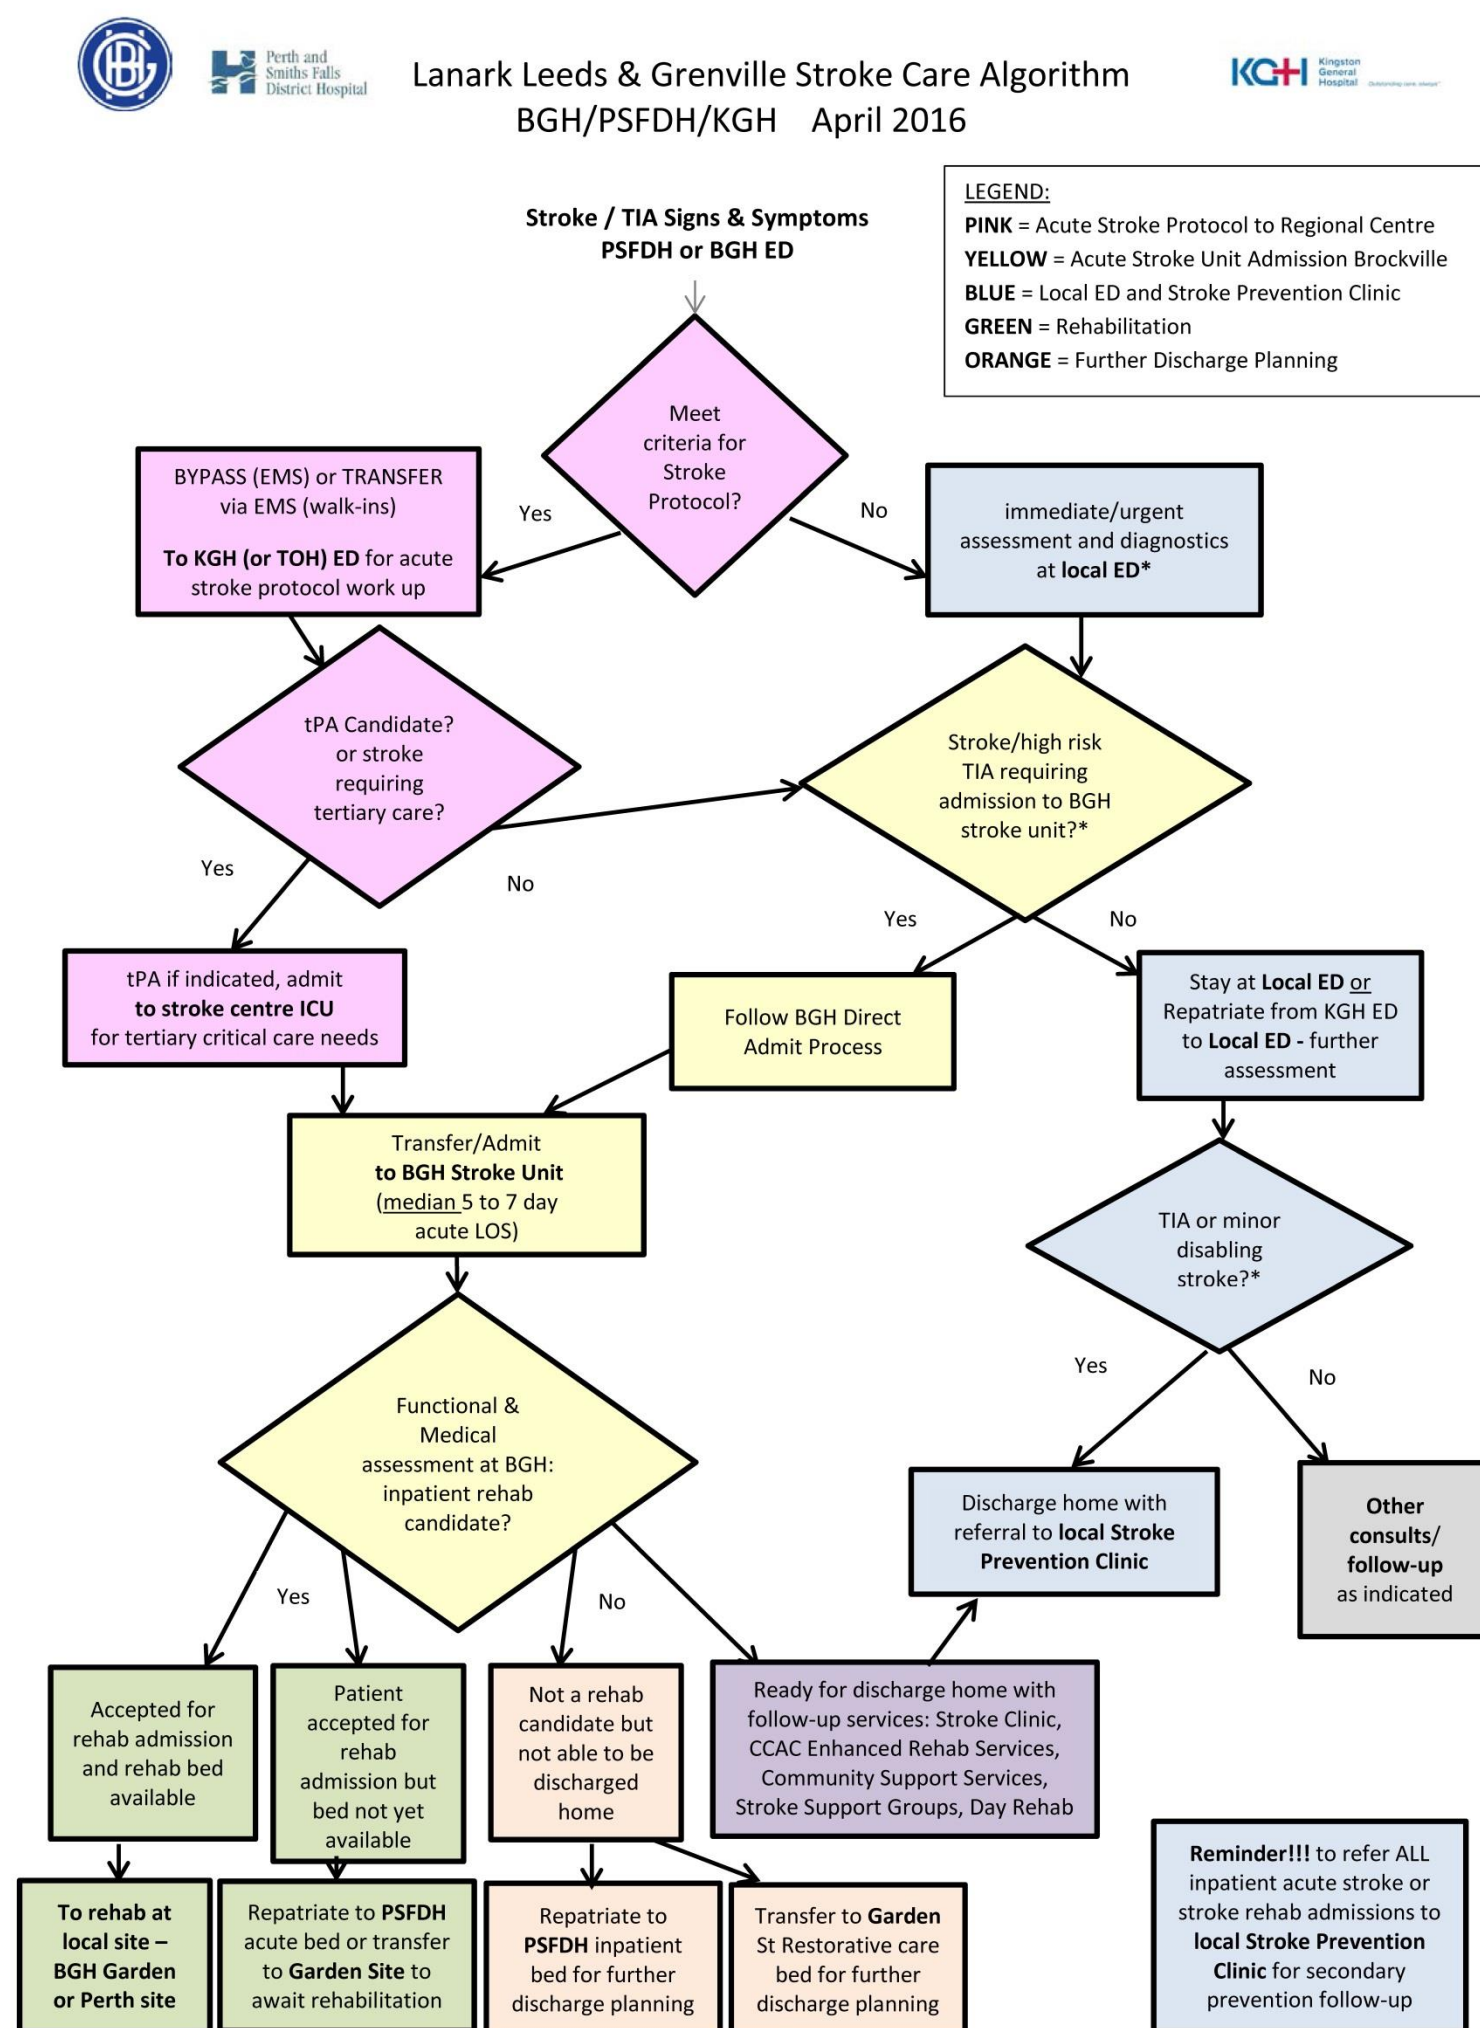 Perth and
Smiths Falls
District Hospital
Lanark Leeds & Grenville Stroke Care Algorithm
BGH/PSFDH/KGH April 2016
KGH Kingston
General
Hospital
LEGEND:
PINK = Acute Stroke Protocol to Regional Centre
YELLOW = Acute Stroke Unit Admission Brockville
BLUE = Local ED and Stroke Prevention Clinic
GREEN = Rehabilitation
ORANGE = Further Discharge Planning
Stroke / TIA Signs & Symptoms
PSFDH or BGH ED
Meet
criteria for
Stroke
Protocol?
Yes
No
BYPASS (EMS) or TRANSFER
via EMS (walk-ins)
To KGH (or TOH) ED for acute
stroke protocol work up
immediate/urgent
assessment and diagnostics
at local ED*
tPA Candidate?
or stroke
requiring
tertiary care?
Yes
No
Stroke/high risk
TIA requiring
admission to BGH
stroke unit?*
Yes
No
tPA if indicated, admit
to stroke centre ICU
for tertiary critical care needs
Follow BGH Direct
Admit Process
Stay at Local ED or
Repatriate from KGH ED
to Local ED - further
assessment
Transfer/Admit
to BGH Stroke Unit
(median 5 to 7 day
acute LOS)
TIA or minor
disabling
stroke?*
Yes
No
Functional &
Medical
assessment at BGH:
inpatient rehab
candidate?
Yes
No
Discharge home with
referral to local Stroke
Prevention Clinic
Other
consults/
follow-up
as indicated
Accepted for
rehab admission
and rehab bed
available
Patient
accepted for
rehab
admission but
bed not yet
available
Not a rehab
candidate but
not able to be
discharged
home
Ready for discharge home with
follow-up services: Stroke Clinic,
CCAC Enhanced Rehab Services,
Community Support Services,
Stroke Support Groups, Day Rehab
To rehab at
local site –
BGH Garden
or Perth site
Repatriate to PSFDH
acute bed or transfer
to Garden Site to
await rehabilitation
Repatriate to
PSFDH inpatient
bed for further
discharge planning
Transfer to Garden
St Restorative care
bed for further
discharge planning
Reminder!!! to refer ALL
inpatient acute stroke or
stroke rehab admissions to
local Stroke Prevention
Clinic for secondary
prevention follow-up